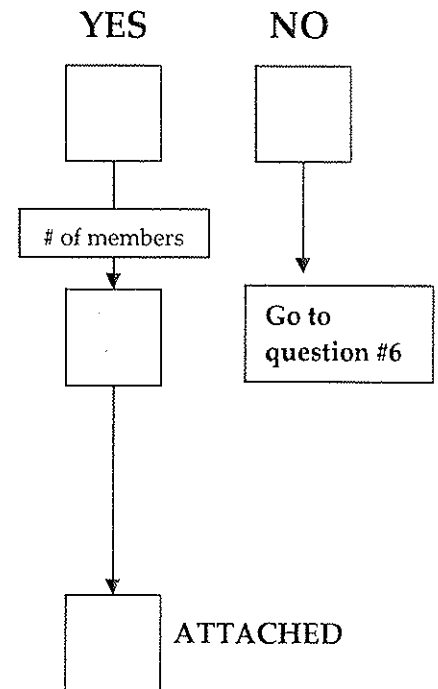 YES NO
# of members
Go to
question #6
ATTACHED